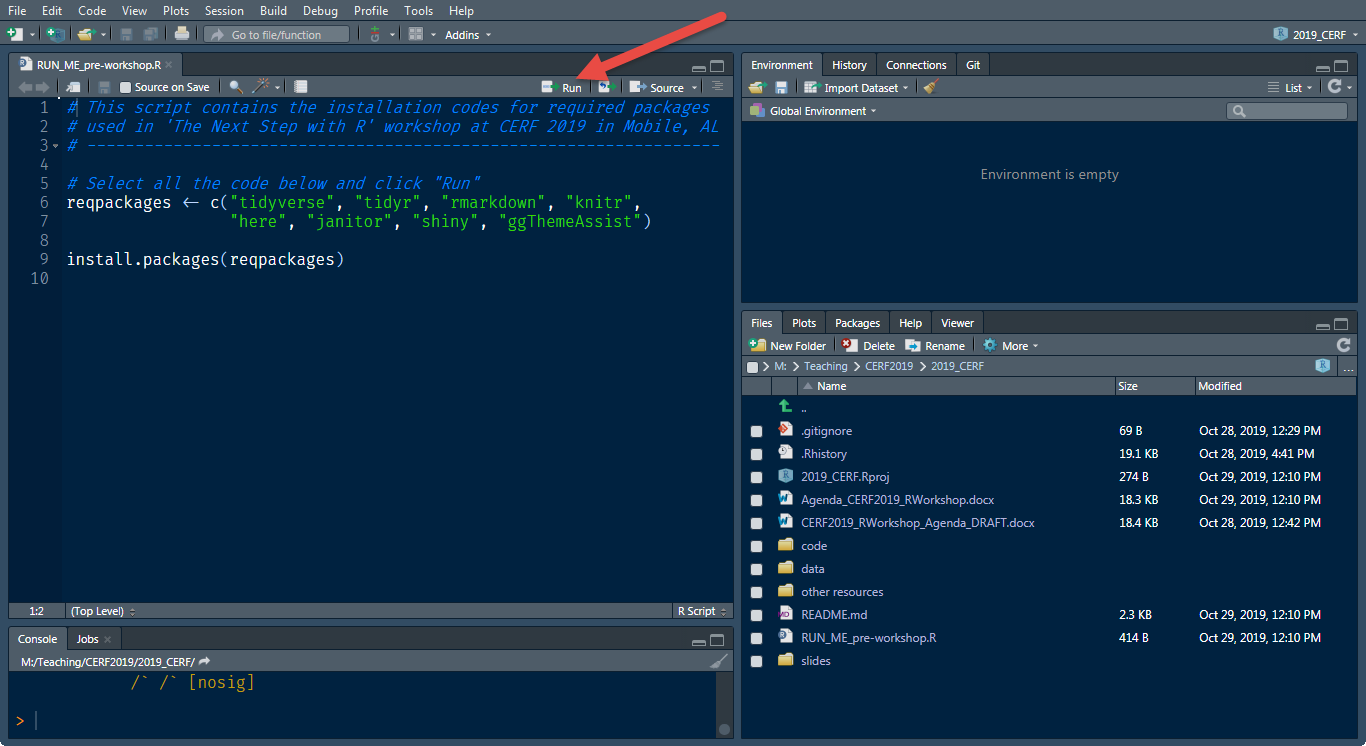 File Edit Code View Plots Session Build Debug Profile Tools Help
Go to file/function Addins 2019_CERF
RUN_ME_pre-workshop.R
Source on Save Run Source
1 # This script contains the installation codes for required packages
2 # used in 'The Next Step with R' workshop at CERF 2019 in Mobile, AL
3 # ------------------------------------------------------------------
4
5 # Select all the code below and click "Run"
6 reqpackages <- c("tidyverse", "tidyr", "rmarkdown", "knitr",
7 "here", "janitor", "shiny", "ggThemeAssist")
8
9 install.packages(reqpackages)
10
1:2 (Top Level) R Script
Console Jobs
M:/Teaching/CERF2019/2019_CERF/
/` /` [nosig]
>
Environment History Connections Git
Import Dataset List
Global Environment
Environment is empty
Files Plots Packages Help Viewer
New Folder Delete Rename More
M: Teaching CERF2019 2019_CERF ...
Name Size Modified
..
.gitignore 69 B Oct 28, 2019, 12:29 PM
.Rhistory 19.1 KB Oct 28, 2019, 4:41 PM
2019_CERF.Rproj 274 B Oct 29, 2019, 12:10 PM
Agenda_CERF2019_RWorkshop.docx 18.3 KB Oct 29, 2019, 12:10 PM
CERF2019_RWorkshop_Agenda_DRAFT.docx 18.4 KB Oct 28, 2019, 12:42 PM
code
data
other resources
README.md 2.3 KB Oct 29, 2019, 12:10 PM
RUN_ME_pre-workshop.R 414 B Oct 29, 2019, 12:10 PM
slides